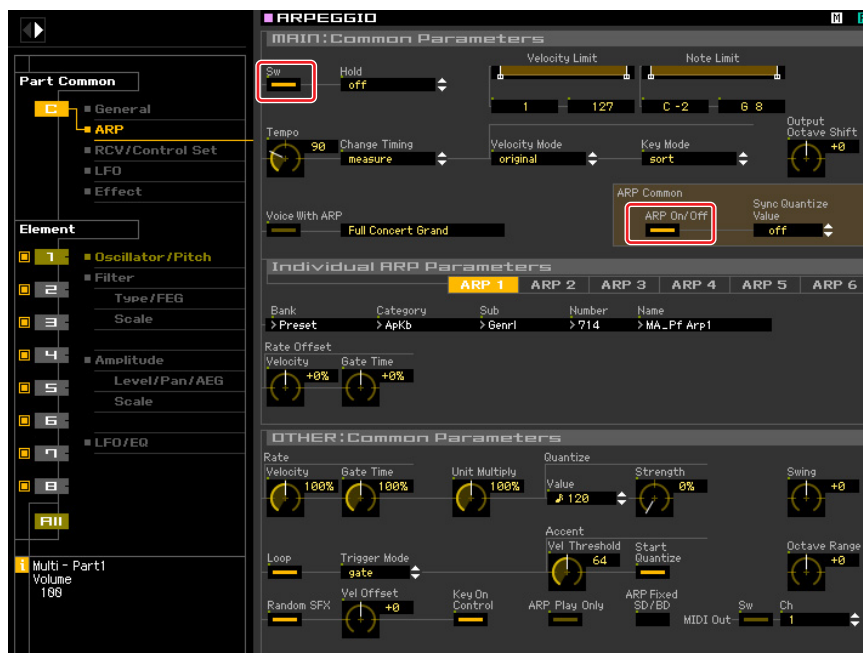 ARPEGGIO
M
MAIN:Common Parameters
Sw
Hold
off
Velocity Limit
Note Limit
1
127
C -2
G 8
Tempo
90
Change Timing
measure
Velocity Mode
original
Key Mode
sort
Output
Octave Shift
+0
ARP Common
ARP On/Off
Sync Quantize
Value
off
Voice With ARP
Full Concert Grand
Part Common
C
General
ARP
RCV/Control Set
LFO
Effect
Element
1
2
3
4
5
6
7
8
All
Oscillator/Pitch
Filter
Type/FEG
Scale
Amplitude
Level/Pan/AEG
Scale
LFO/EQ
i Multi - Part1
Volume
100
Individual ARP Parameters
ARP 1
ARP 2
ARP 3
ARP 4
ARP 5
ARP 6
Bank
Category
Sub
Number
Name
>Preset
>ApKb
>Genrl
>714
>MA_Pf Arp1
Rate Offset
Velocity
Gate Time
+0%
+0%
OTHER:Common Parameters
Rate
Velocity
Gate Time
Unit Multiply
100%
100%
100%
Quantize
Value
♪120
Strength
0%
Swing
+0
Loop
Trigger Mode
gate
Accent
Vel Threshold
64
Start
Quantize
Octave Range
+0
Random SFX
Vel Offset
+0
Key On
Control
ARP Play Only
ARP Fixed
SD/BD
MIDI Out
Sw
Ch
1